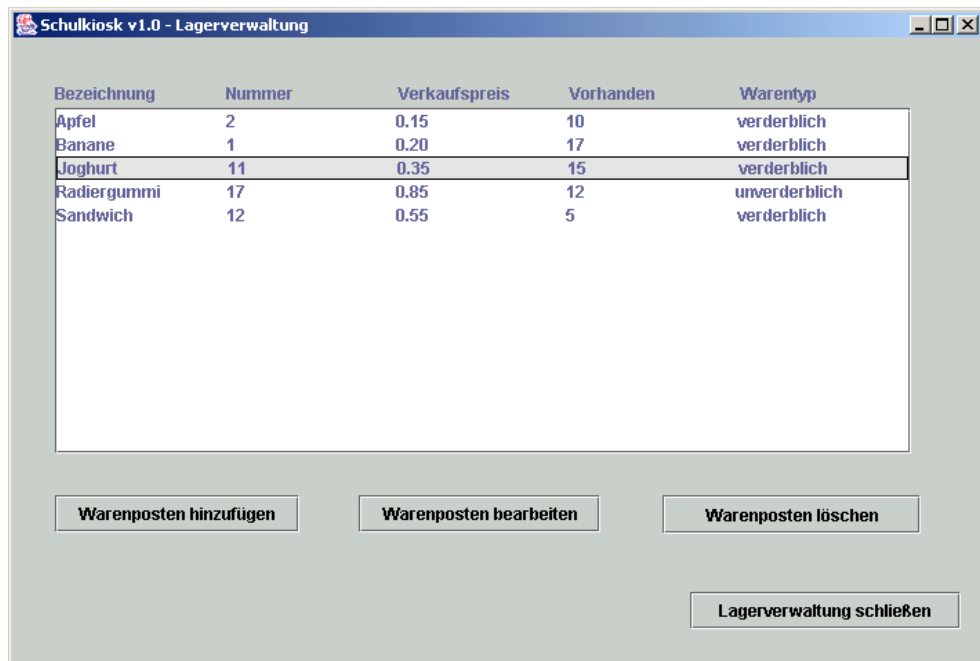 Schulkiosk v1.0 - Lagerverwaltung
Bezeichnung Nummer Verkaufspreis Vorhanden Warentyp
Apfel 2 0.15 10 verderblich
Banane 1 0.20 17 verderblich
Joghurt 11 0.35 15 verderblich
Radiergummi 17 0.85 12 unverderblich
Sandwich 12 0.55 5 verderblich
Warenposten hinzufügen Warenposten bearbeiten Warenposten löschen
Lagerverwaltung schließen